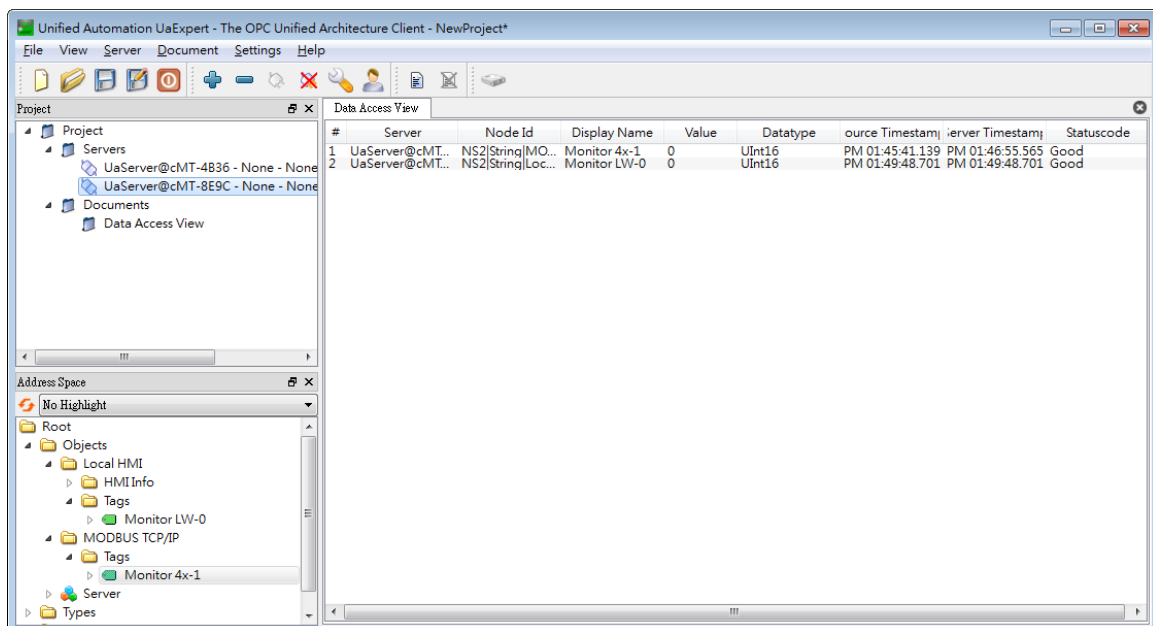 Unified Automation UaExpert - The OPC Unified Architecture Client - NewProject*
File View Server Document Settings Help
Project
Project
Servers
UaServer@cMT-4B36 - None - None
UaServer@cMT-8E9C - None - None
Documents
Data Access View
Address Space
No Highlight
Root
Objects
Local HMI
HMI Info
Tags
Monitor LW-0
MODBUS TCP/IP
Tags
Monitor 4x-1
Server
Types
Data Access View
# Server Node Id Display Name Value Datatype ource Timestamp erver Timestamp Statuscode
1 UaServer@cMT... NS2|String|MO... Monitor 4x-1 0 UInt16 PM 01:45:41.139 PM 01:46:55.565 Good
2 UaServer@cMT... NS2|String|Loc... Monitor LW-0 0 UInt16 PM 01:49:48.701 PM 01:49:48.701 Good